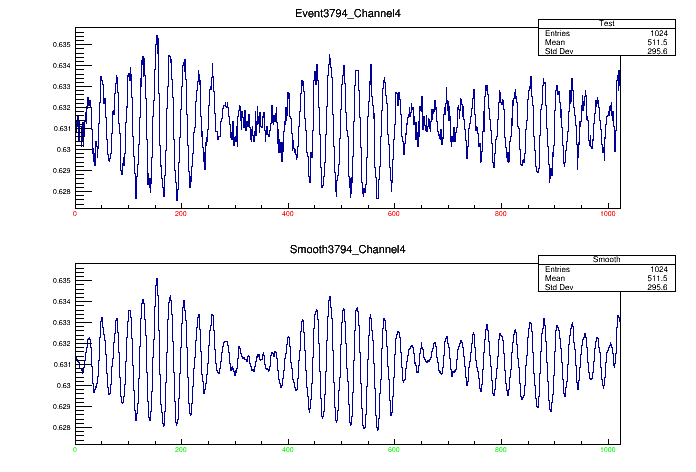 Event3794_Channel4
Test
Entries 1024
Mean 511.5
Std Dev 295.6
0.635
0.634
0.633
0.632
0.631
0.63
0.629
0.628
0 200 400 600 800 1000
Smooth3794_Channel4
Smooth
Entries 1024
Mean 511.5
Std Dev 295.6
0.635
0.634
0.633
0.632
0.631
0.63
0.629
0.628
0 200 400 600 800 1000